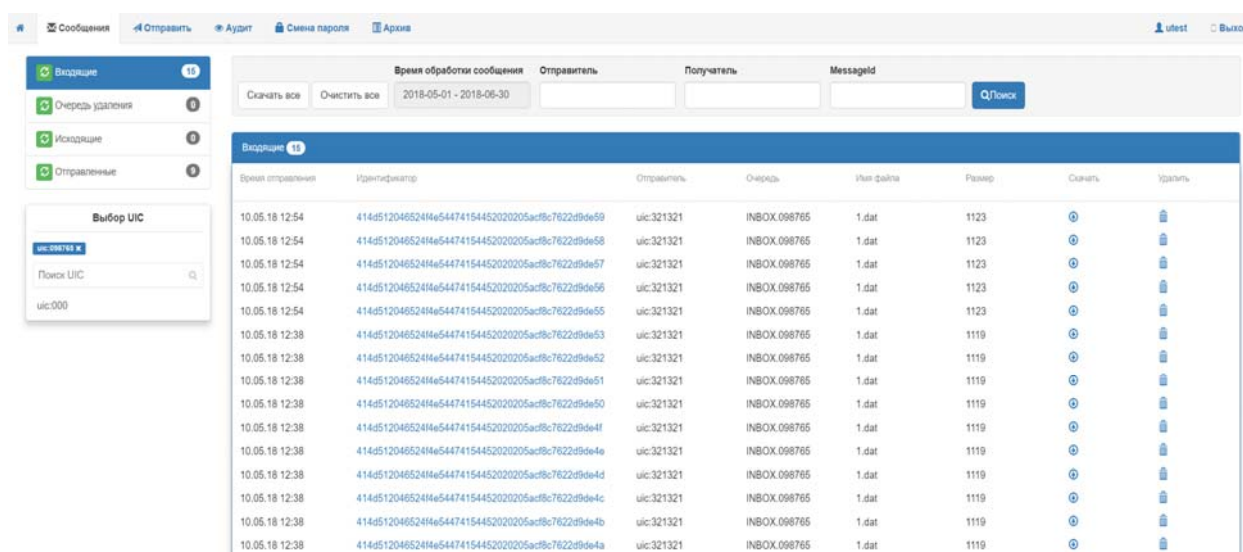 Сообщения Отправить Аудит Смена пароля Архив utest Выхо
Входящие 15
Очередь удаления 0
Исходящие 0
Отправленные 9
Выбор UIC
uic:098765 x
Поиск UIC
uic:000
Время обработки сообщения Отправитель Получатель MessageId
Скачать все Очистить все 2018-05-01 - 2018-06-30 Поиск
Входящие 15
Время отправления Идентификатор Отправитель Очередь Имя файла Размер Скачать Удалить
10.05.18 12:54 414d512046524f4e54474154452020205acf8c7622d9de59 uic:321321 INBOX.098765 1.dat 1123
10.05.18 12:54 414d512046524f4e54474154452020205acf8c7622d9de58 uic:321321 INBOX.098765 1.dat 1123
10.05.18 12:54 414d512046524f4e54474154452020205acf8c7622d9de57 uic:321321 INBOX.098765 1.dat 1123
10.05.18 12:54 414d512046524f4e54474154452020205acf8c7622d9de56 uic:321321 INBOX.098765 1.dat 1123
10.05.18 12:54 414d512046524f4e54474154452020205acf8c7622d9de55 uic:321321 INBOX.098765 1.dat 1123
10.05.18 12:38 414d512046524f4e54474154452020205acf8c7622d9de53 uic:321321 INBOX.098765 1.dat 1119
10.05.18 12:38 414d512046524f4e54474154452020205acf8c7622d9de52 uic:321321 INBOX.098765 1.dat 1119
10.05.18 12:38 414d512046524f4e54474154452020205acf8c7622d9de51 uic:321321 INBOX.098765 1.dat 1119
10.05.18 12:38 414d512046524f4e54474154452020205acf8c7622d9de50 uic:321321 INBOX.098765 1.dat 1119
10.05.18 12:38 414d512046524f4e54474154452020205acf8c7622d9de4f uic:321321 INBOX.098765 1.dat 1119
10.05.18 12:38 414d512046524f4e54474154452020205acf8c7622d9de4e uic:321321 INBOX.098765 1.dat 1119
10.05.18 12:38 414d512046524f4e54474154452020205acf8c7622d9de4d uic:321321 INBOX.098765 1.dat 1119
10.05.18 12:38 414d512046524f4e54474154452020205acf8c7622d9de4c uic:321321 INBOX.098765 1.dat 1119
10.05.18 12:38 414d512046524f4e54474154452020205acf8c7622d9de4b uic:321321 INBOX.098765 1.dat 1119
10.05.18 12:38 414d512046524f4e54474154452020205acf8c7622d9de4a uic:321321 INBOX.098765 1.dat 1119